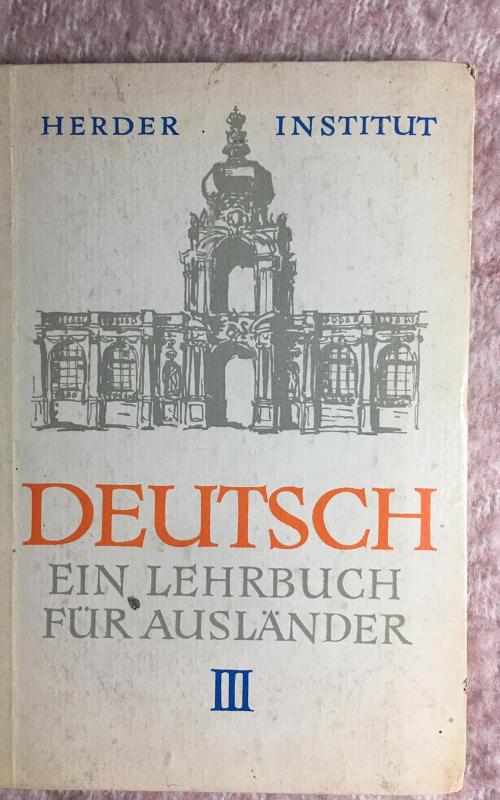 HERDER INSTITUT
DEUTSCH
EIN LEHRBUCH
FÜR AUSLÄNDER
III